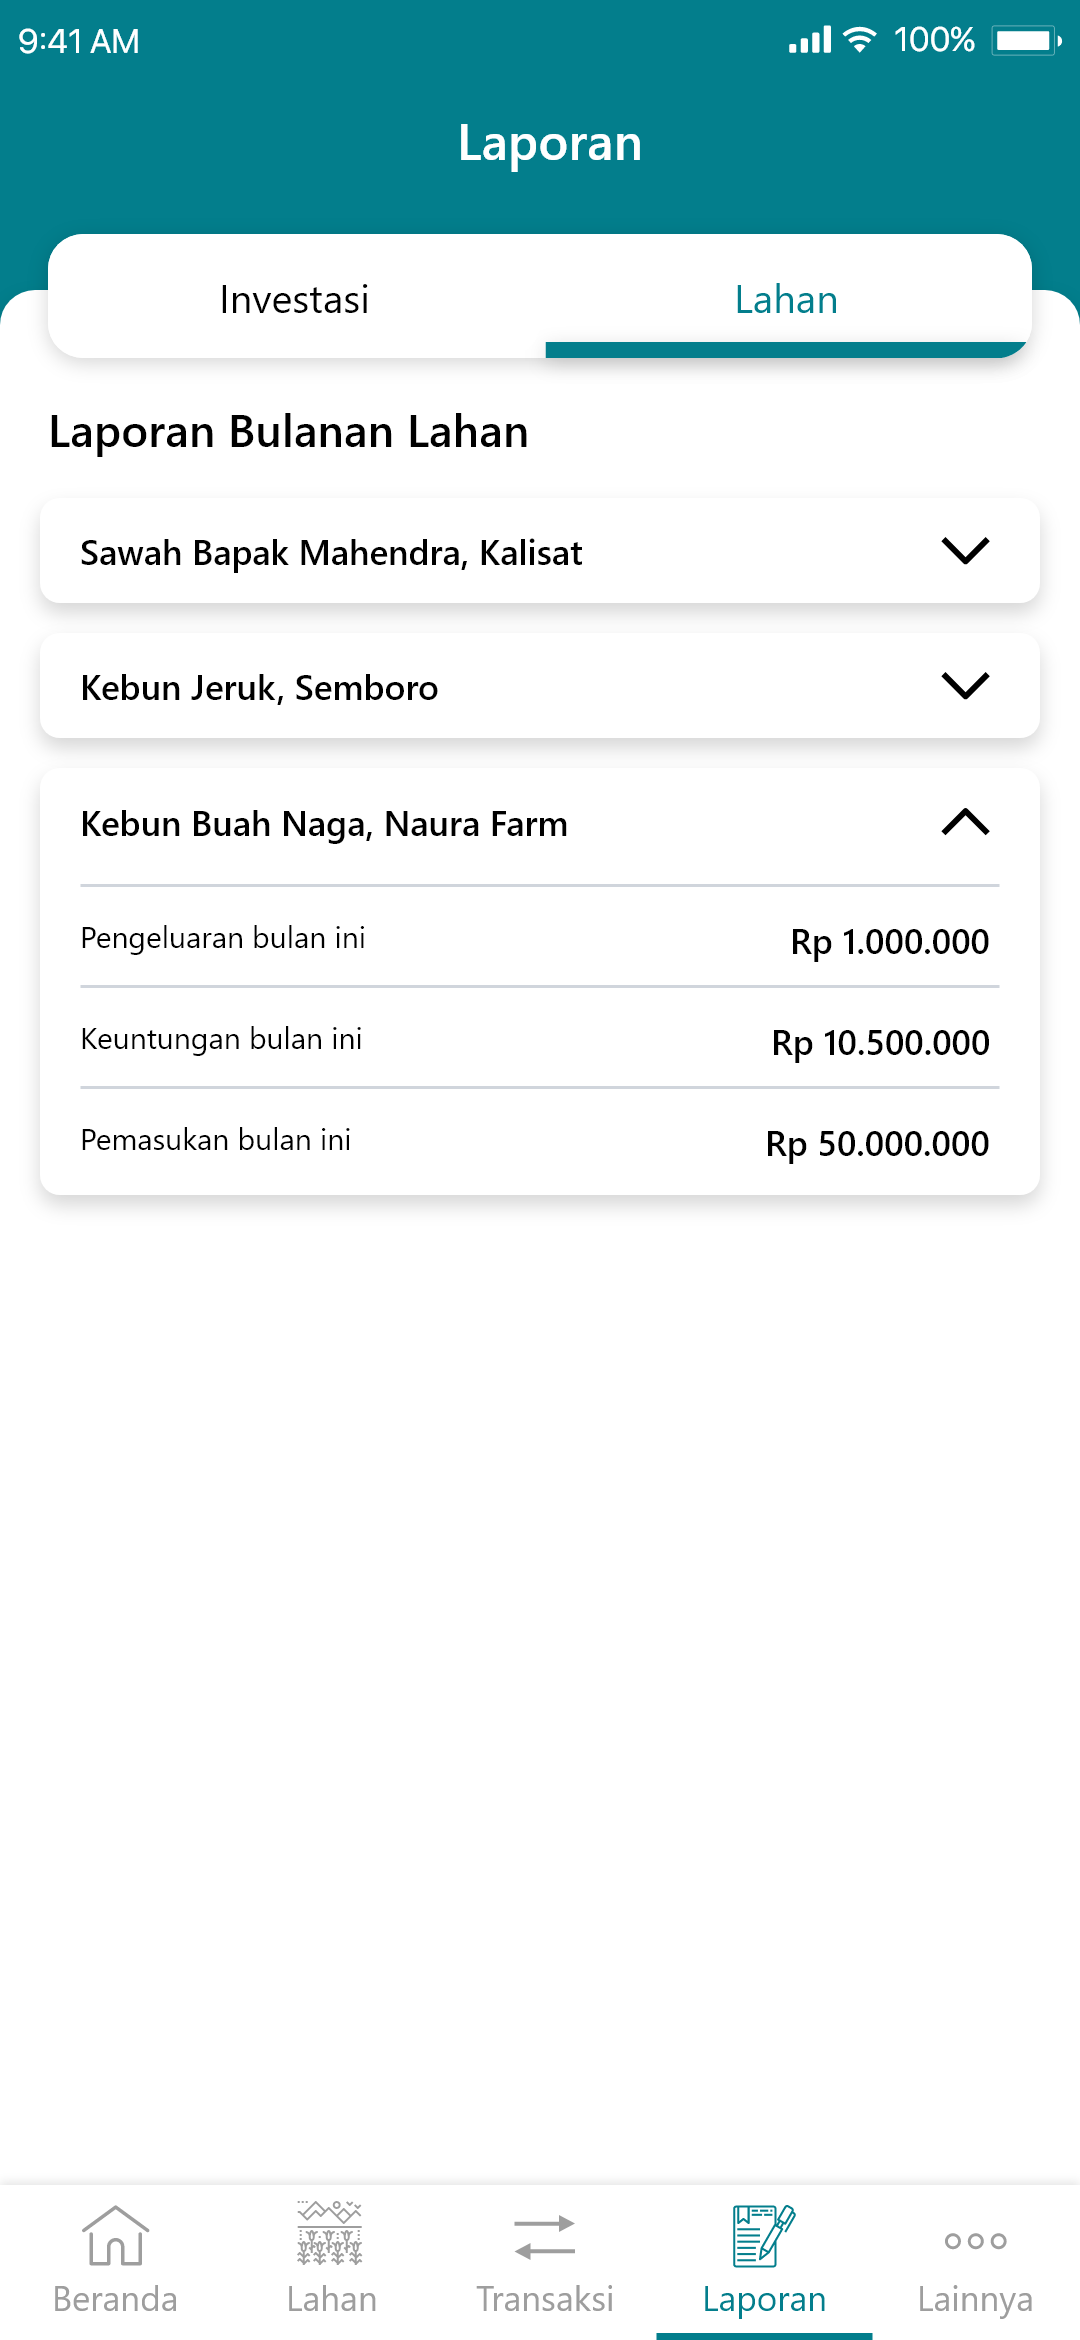 9:41 AM 100%
Laporan
Investasi Lahan
Laporan Bulanan Lahan
Sawah Bapak Mahendra, Kalisat
Kebun Jeruk, Semboro
Kebun Buah Naga, Naura Farm
Pengeluaran bulan ini Rp 1.000.000
Keuntungan bulan ini Rp 10.500.000
Pemasukan bulan ini Rp 50.000.000
Beranda Lahan Transaksi Laporan Lainnya